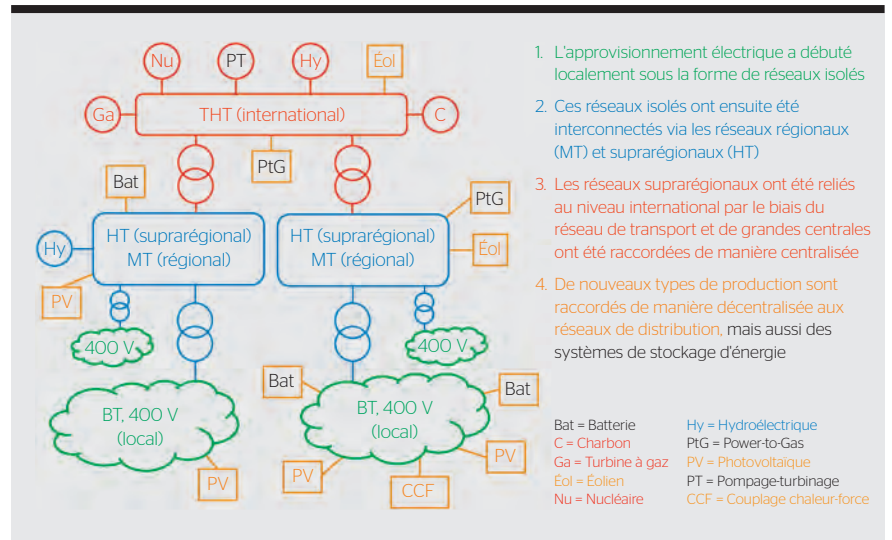 Nu
PT
Hy
Éol
Ga
THT (international)
C
PtG
Bat
PtG
HT (suprarégional)
MT (régional)
Hy
HT (suprarégional)
MT (régional)
Éol
PV
400 V
400 V
BT, 400 V
(local)
PV
Bat
Bat
BT, 400 V
(local)
PV
PV
CCF
1. L'approvisionnement électrique a débuté
localement sous la forme de réseaux isolés
2. Ces réseaux isolés ont ensuite été
interconnectés via les réseaux régionaux
(MT) et suprarégionaux (HT)
3. Les réseaux suprarégionaux ont été reliés
au niveau international par le biais du
réseau de transport et de grandes centrales
ont été raccordées de manière centralisée
4. De nouveaux types de production sont
raccordés de manière décentralisée aux
réseaux de distribution, mais aussi des
systèmes de stockage d'énergie
Bat = Batterie
C = Charbon
Ga = Turbine à gaz
Éol = Éolien
Nu = Nucléaire
Hy = Hydroélectrique
PtG = Power-to-Gas
PV = Photovoltaïque
PT = Pompage-turbinage
CCF = Couplage chaleur-force